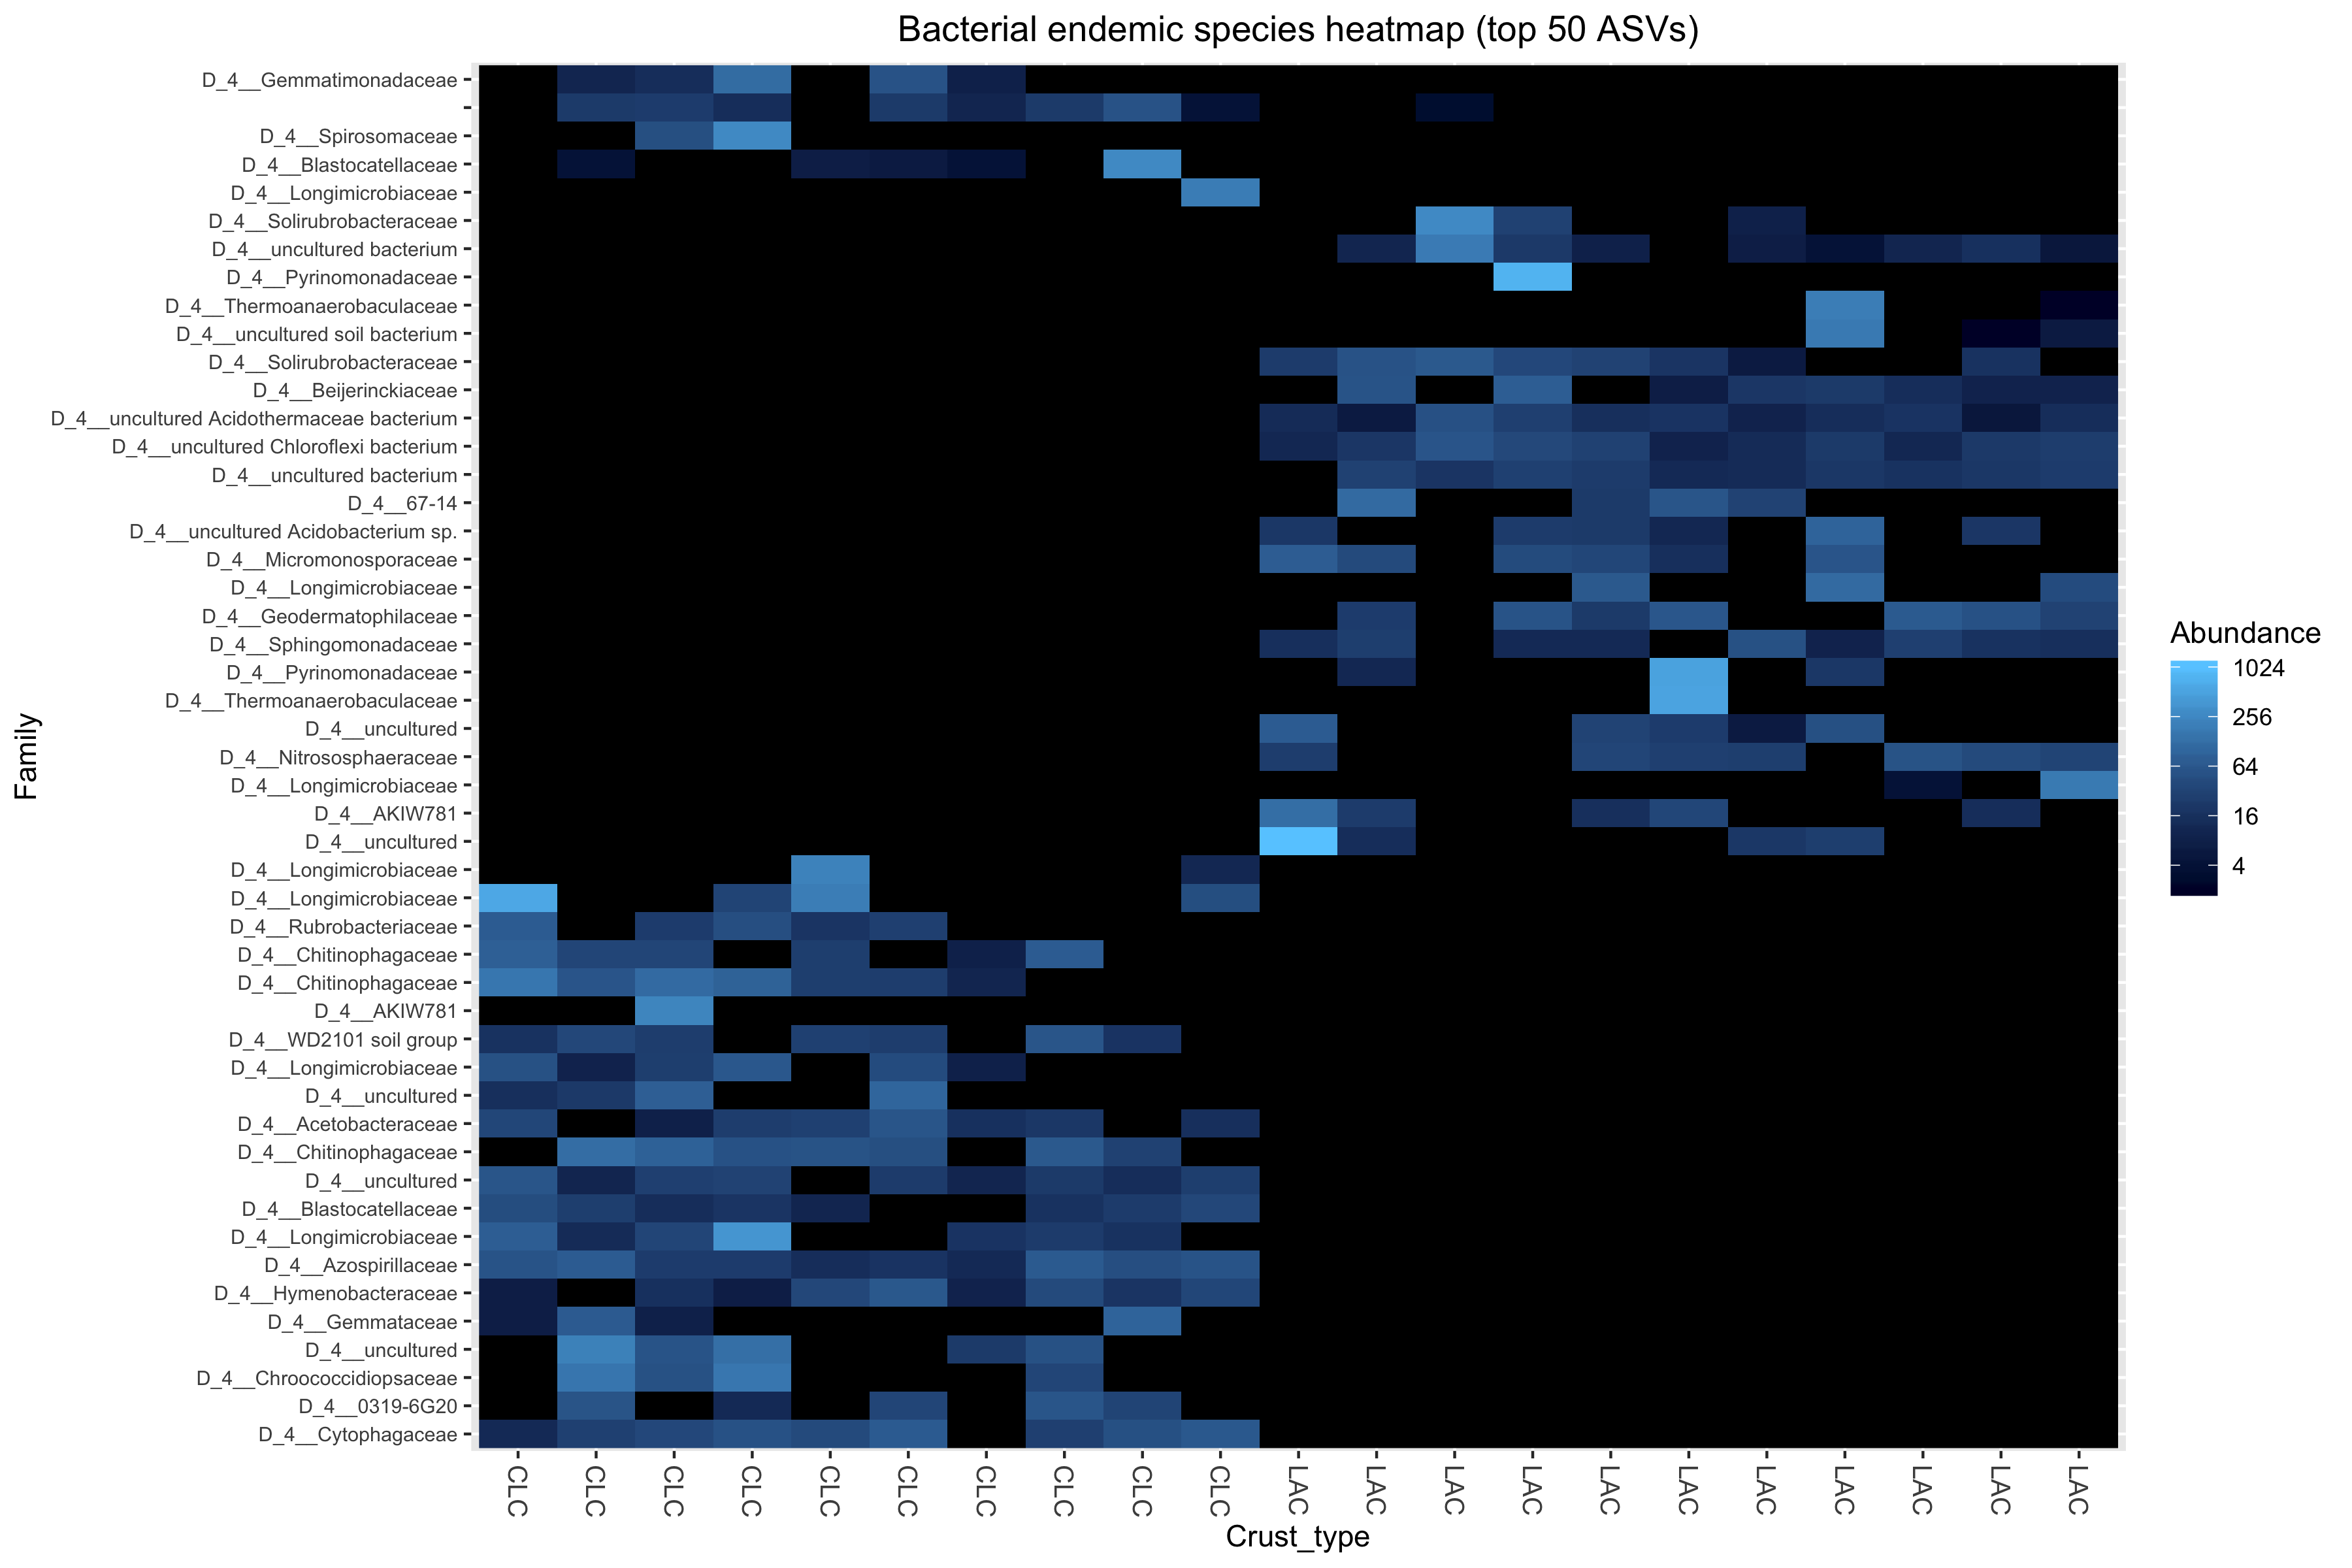 Bacterial endemic species heatmap (top 50 ASVs)
D_4__Gemmatimonadaceae
D_4__Spirosomaceae
D_4__Blastocatellaceae
D_4__Longimicrobiaceae
D_4__Solirubrobacteraceae
D_4__uncultured bacterium
D_4__Pyrinomonadaceae
D_4__Thermoanaerobaculaceae
D_4__uncultured soil bacterium
D_4__Solirubrobacteraceae
D_4__Beijerinckiaceae
D_4__uncultured Acidothermaceae bacterium
D_4__uncultured Chloroflexi bacterium
D_4__uncultured bacterium
D_4__67-14
D_4__uncultured Acidobacterium sp.
D_4__Micromonosporaceae
D_4__Longimicrobiaceae
D_4__Geodermatophilaceae
D_4__Sphingomonadaceae
D_4__Pyrinomonadaceae
D_4__Thermoanaerobaculaceae
D_4__uncultured
D_4__Nitrososphaeraceae
D_4__Longimicrobiaceae
D_4__AKIW781
D_4__uncultured
D_4__Longimicrobiaceae
D_4__Longimicrobiaceae
D_4__Rubrobacteriaceae
D_4__Chitinophagaceae
D_4__Chitinophagaceae
D_4__AKIW781
D_4__WD2101 soil group
D_4__Longimicrobiaceae
D_4__uncultured
D_4__Acetobacteraceae
D_4__Chitinophagaceae
D_4__uncultured
D_4__Blastocatellaceae
D_4__Longimicrobiaceae
D_4__Azospirillaceae
D_4__Hymenobacteraceae
D_4__Gemmataceae
D_4__uncultured
D_4__Chroococcidiopsaceae
D_4__0319-6G20
D_4__Cytophagaceae
Family
CLC CLC CLC CLC CLC CLC CLC CLC CLC CLC LAC LAC LAC LAC LAC LAC LAC LAC LAC LAC LAC
Crust_type
Abundance
1024
256
64
16
4